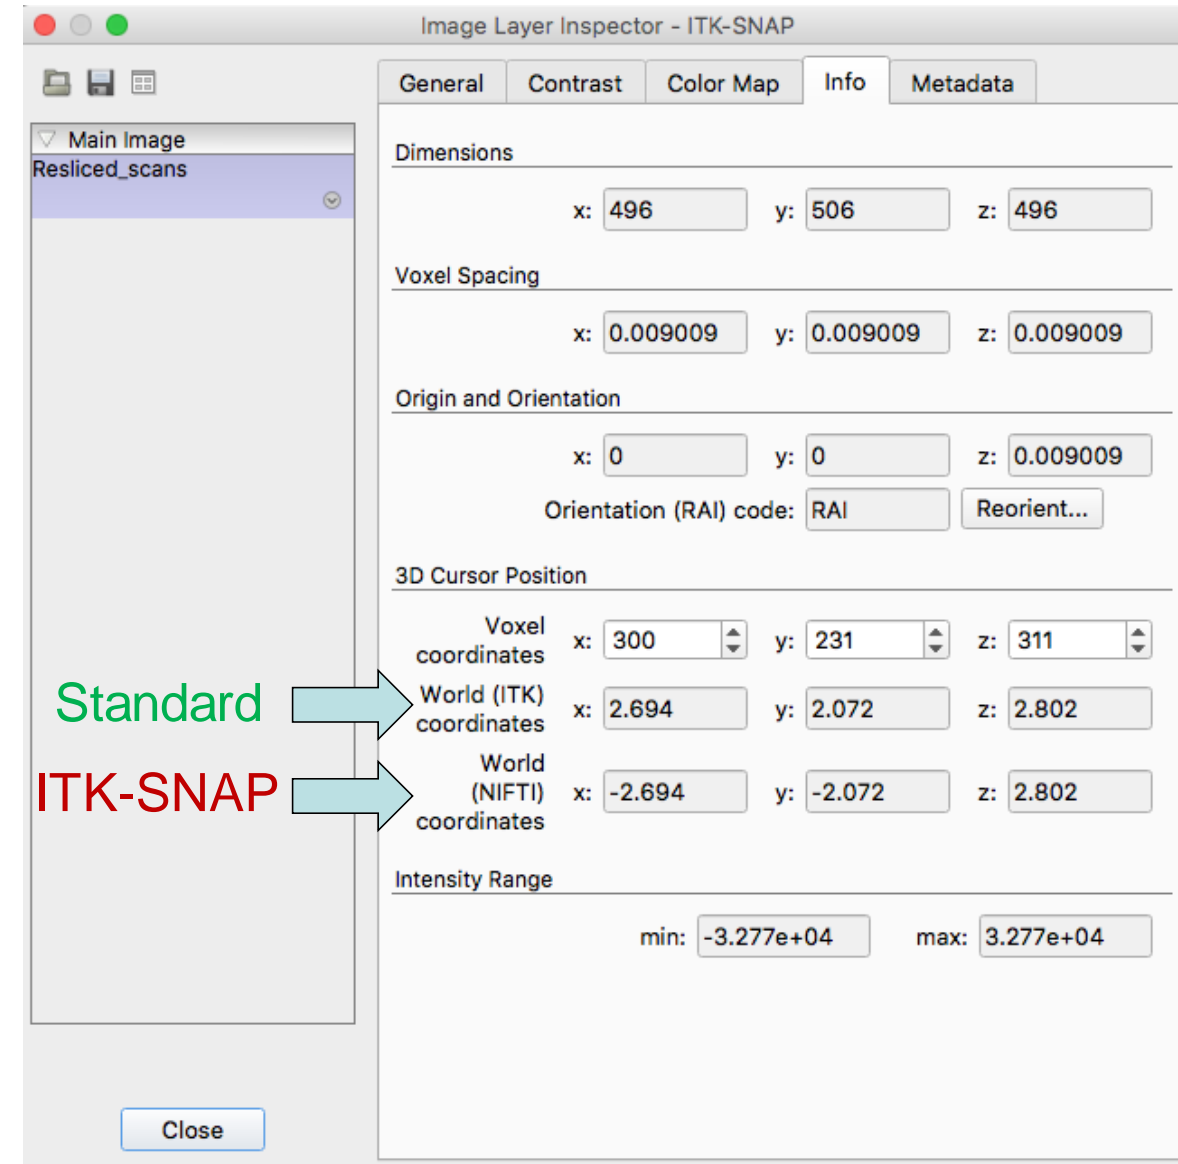 Image Layer Inspector - ITK-SNAP
General Contrast Color Map Info Metadata
Main Image
Resliced_scans
Dimensions
x: 496 y: 506 z: 496
Voxel Spacing
x: 0.009009 y: 0.009009 z: 0.009009
Origin and Orientation
x: 0 y: 0 z: 0.009009
Orientation (RAI) code: RAI Reorient...
3D Cursor Position
Voxel
coordinates
x: 300 y: 231 z: 311
Standard
World (ITK)
coordinates
x: 2.694 y: 2.072 z: 2.802
ITK-SNAP
World
(NIFTI)
coordinates
x: -2.694 y: -2.072 z: 2.802
Intensity Range
min: -3.277e+04 max: 3.277e+04
Close